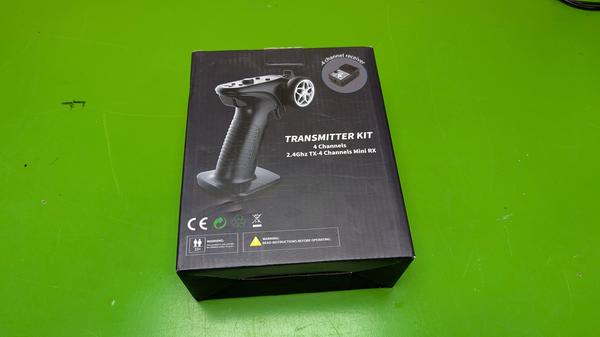 4 channel receiver
TRANSMITTER KIT
4 Channels
2.4Ghz TX-4 Channels Mini RX
CE
WARNING:
WARNING:
READ INSTRUCTIONS BEFORE OPERATING.